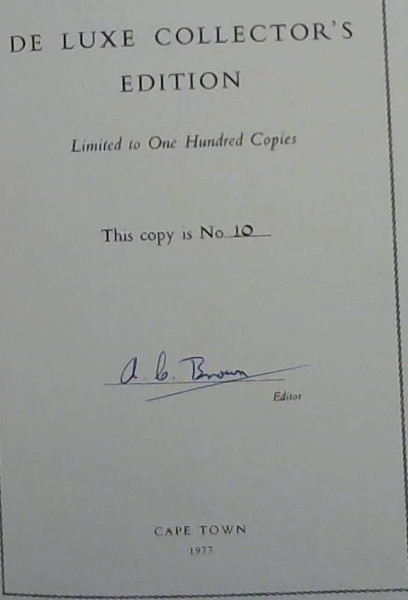 DE LUXE COLLECTOR'S
EDITION
Limited to One Hundred Copies
This copy is No 10
A. C. Brown
Editor
CAPE TOWN
1977